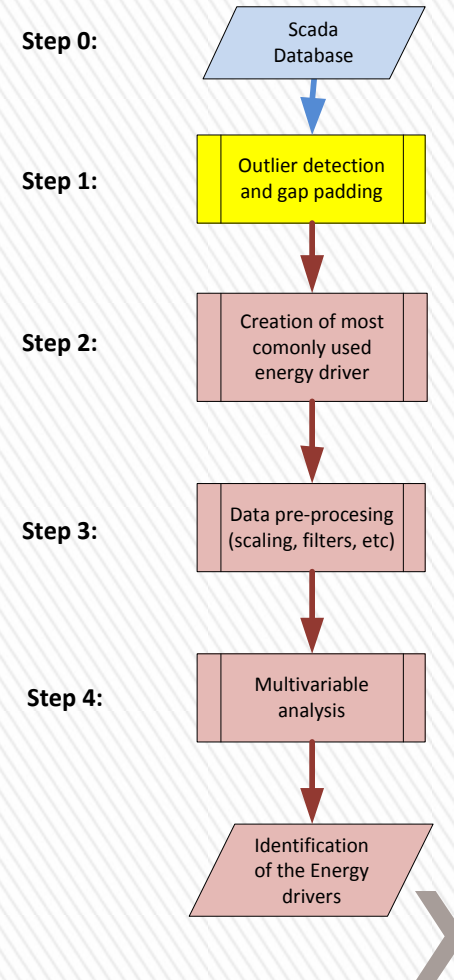 Step 0:
Scada
Database
Step 1:
Outlier detection
and gap padding
Step 2:
Creation of most
comonly used
energy driver
Step 3:
Data pre-procesing
(scaling, filters, etc)
Step 4:
Multivariable
analysis
Identification
of the Energy
drivers